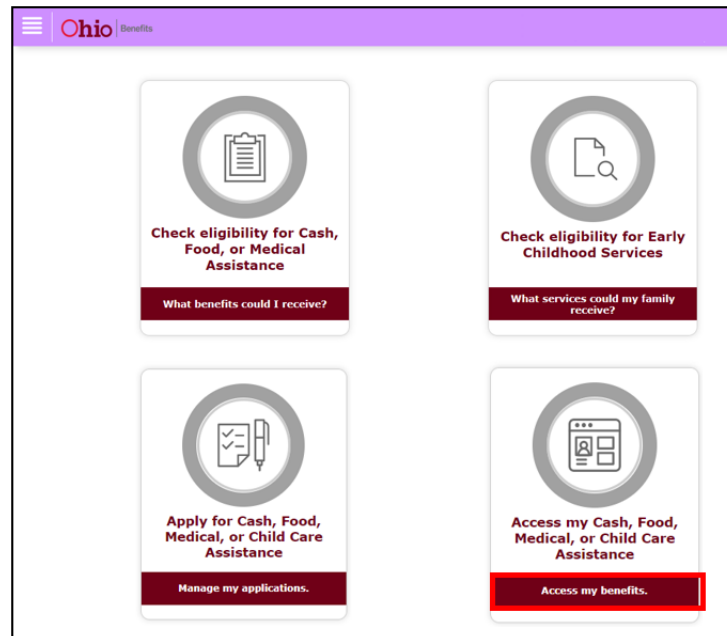 Ohio Benefits
Check eligibility for Cash,
Food, or Medical
Assistance
What benefits could I receive?
Check eligibility for Early
Childhood Services
What services could my family
receive?
Apply for Cash, Food,
Medical, or Child Care
Assistance
Manage my applications.
Access my Cash, Food,
Medical, or Child Care
Assistance
Access my benefits.